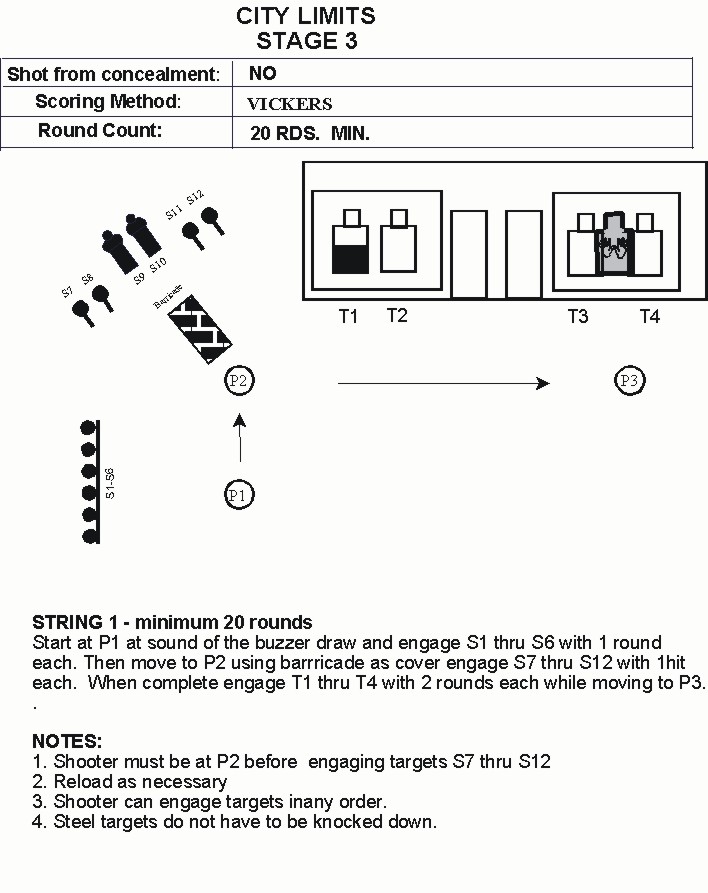 CITY LIMITS
STAGE 3
Shot from concealment: NO
Scoring Method: VICKERS
Round Count: 20 RDS. MIN.
S11 S12
S7 S8
S9 S10
Barricade
T1 T2 T3 T4
P2 P3
S1-S6
P1
STRING 1 - minimum 20 rounds
Start at P1 at sound of the buzzer draw and engage S1 thru S6 with 1 round
each. Then move to P2 using barrricade as cover engage S7 thru S12 with 1hit
each. When complete engage T1 thru T4 with 2 rounds each while moving to P3.
.
NOTES:
1. Shooter must be at P2 before engaging targets S7 thru S12
2. Reload as necessary
3. Shooter can engage targets inany order.
4. Steel targets do not have to be knocked down.